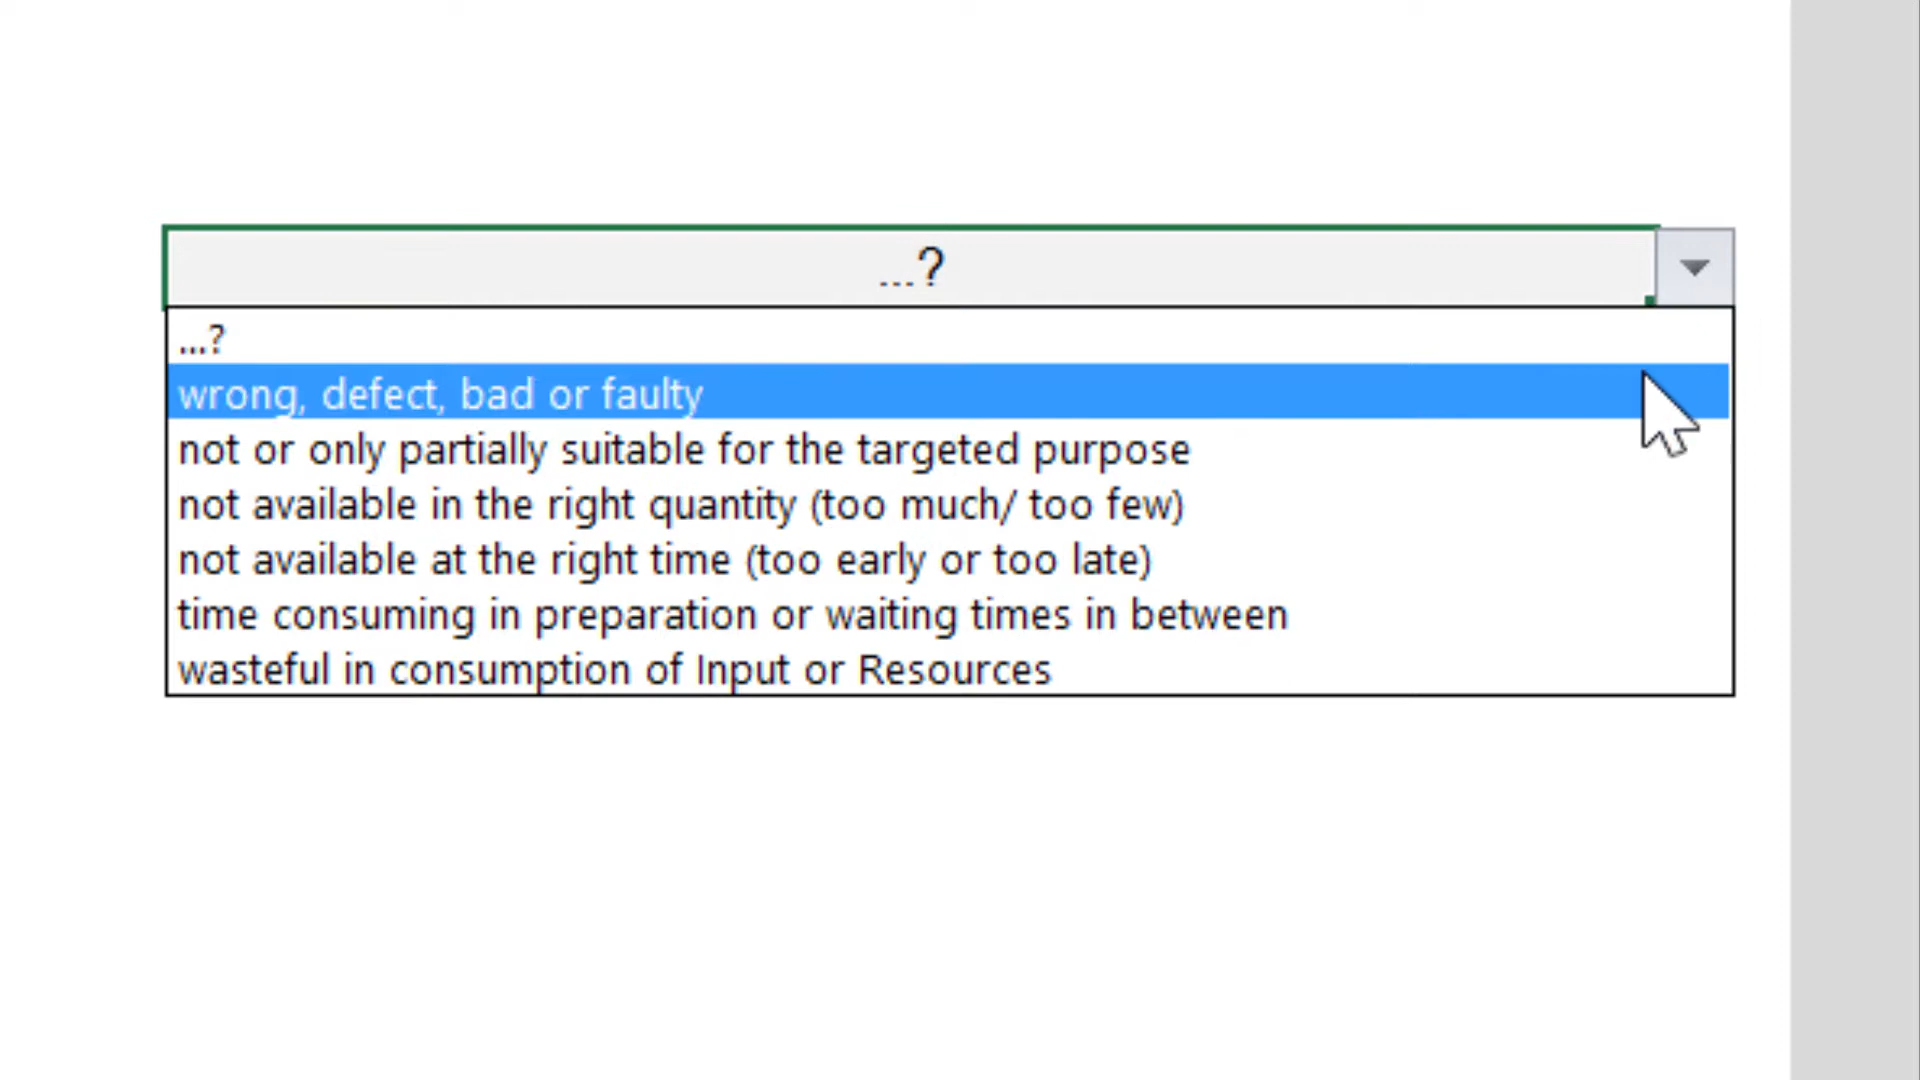 ...?
...?
wrong, defect, bad or faulty
not or only partially suitable for the targeted purpose
not available in the right quantity (too much/ too few)
not available at the right time (too early or too late)
time consuming in preparation or waiting times in between
wasteful in consumption of Input or Resources